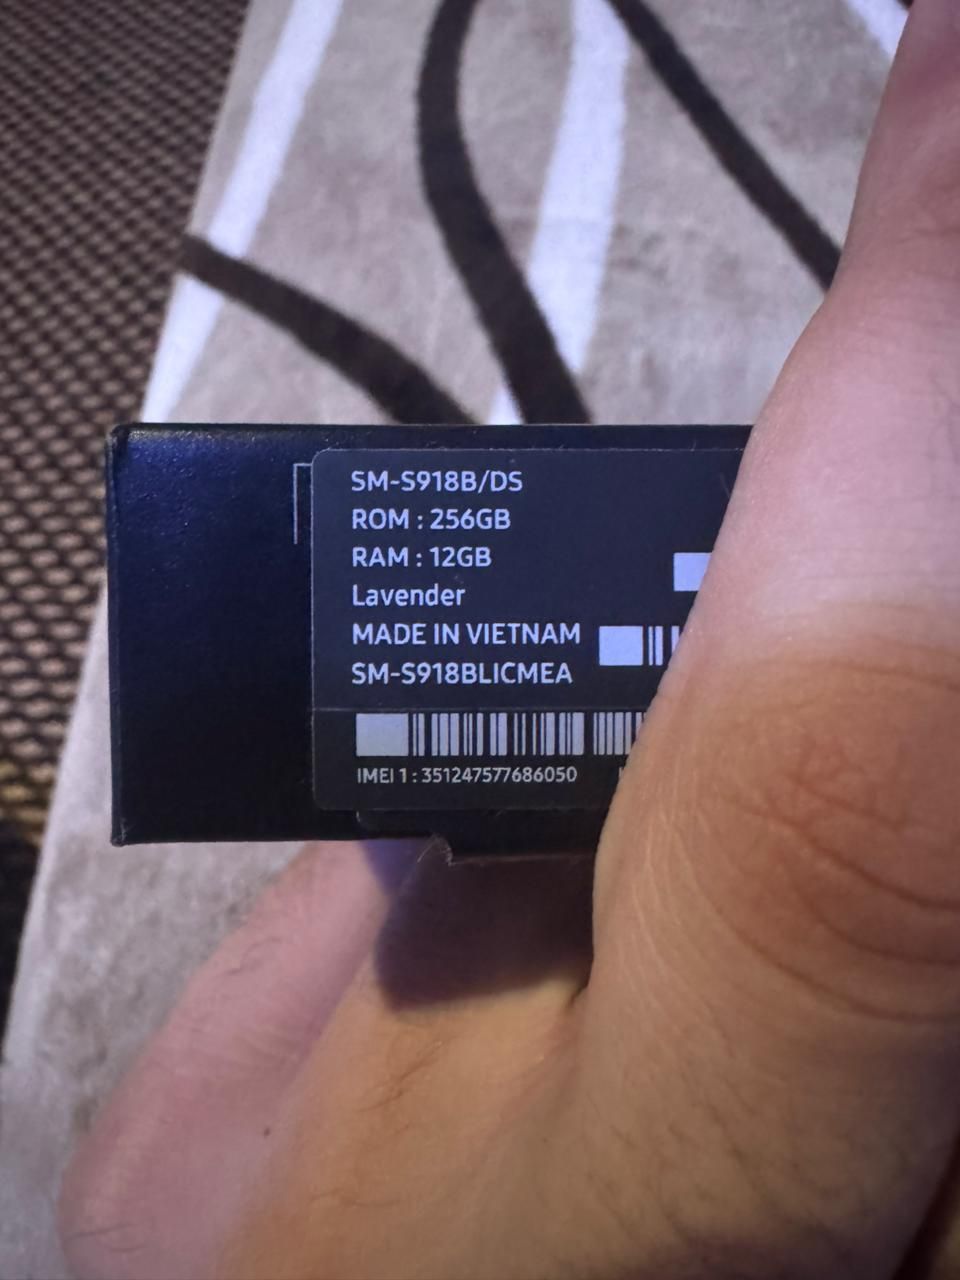 SM-S918B/DS
ROM : 256GB
RAM : 12GB
Lavender
MADE IN VIETNAM
SM-S918BLICMEA
IMEI 1 : 351247577686050